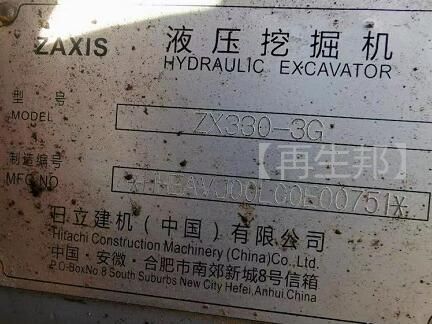 ZAXIS 液压挖掘机
HYDRAULIC EXCAVATOR
型号
MODEL ZX330-3G
【再生邦】
制造编号
MFG.NO
日立建机(中国)有限公司
Hitachi Construction Machinery (China)Co.,Ltd.
中国·安徽·合肥市南郊新城8号信箱
P.O-BoxNo.8 South Suburbs New City Hefei,Anhui China